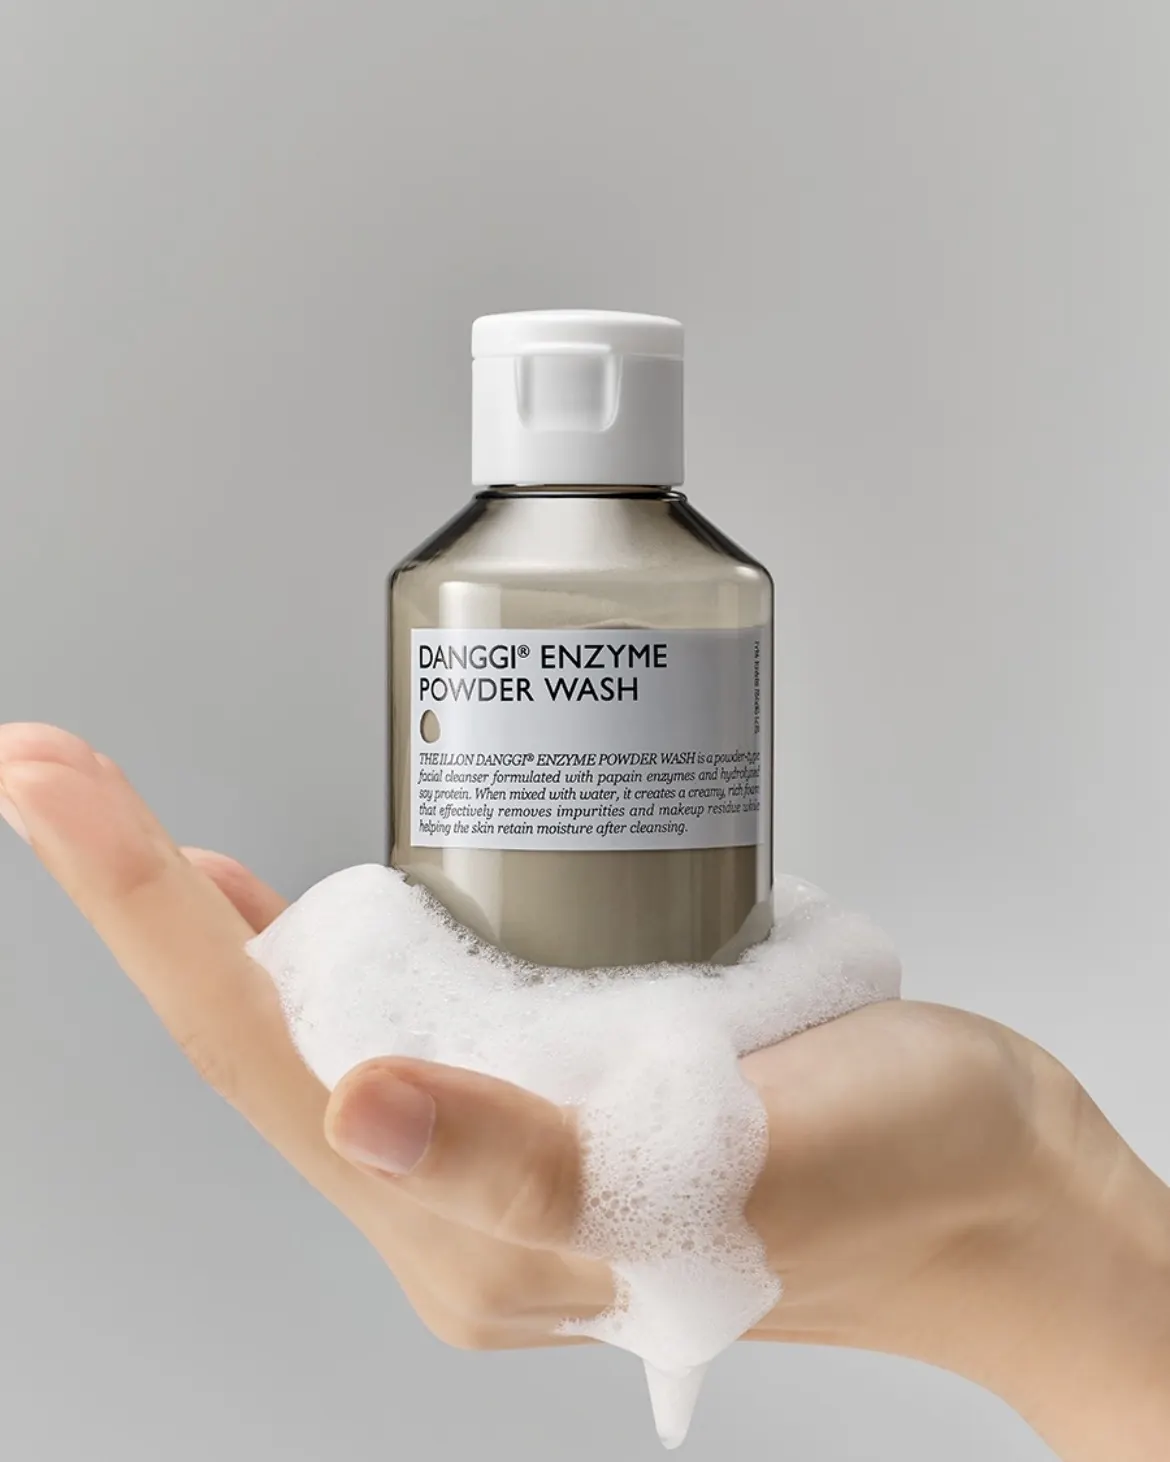 DANGGI® ENZYME
POWDER WASH
THE ILLON DANGGI® ENZYME POWDER WASH is a powder-type
facial cleanser formulated with papain enzymes and hydrolyzed
soy protein. When mixed with water, it creates a creamy, rich foam
that effectively removes impurities and makeup residue while
helping the skin retain moisture after cleansing.